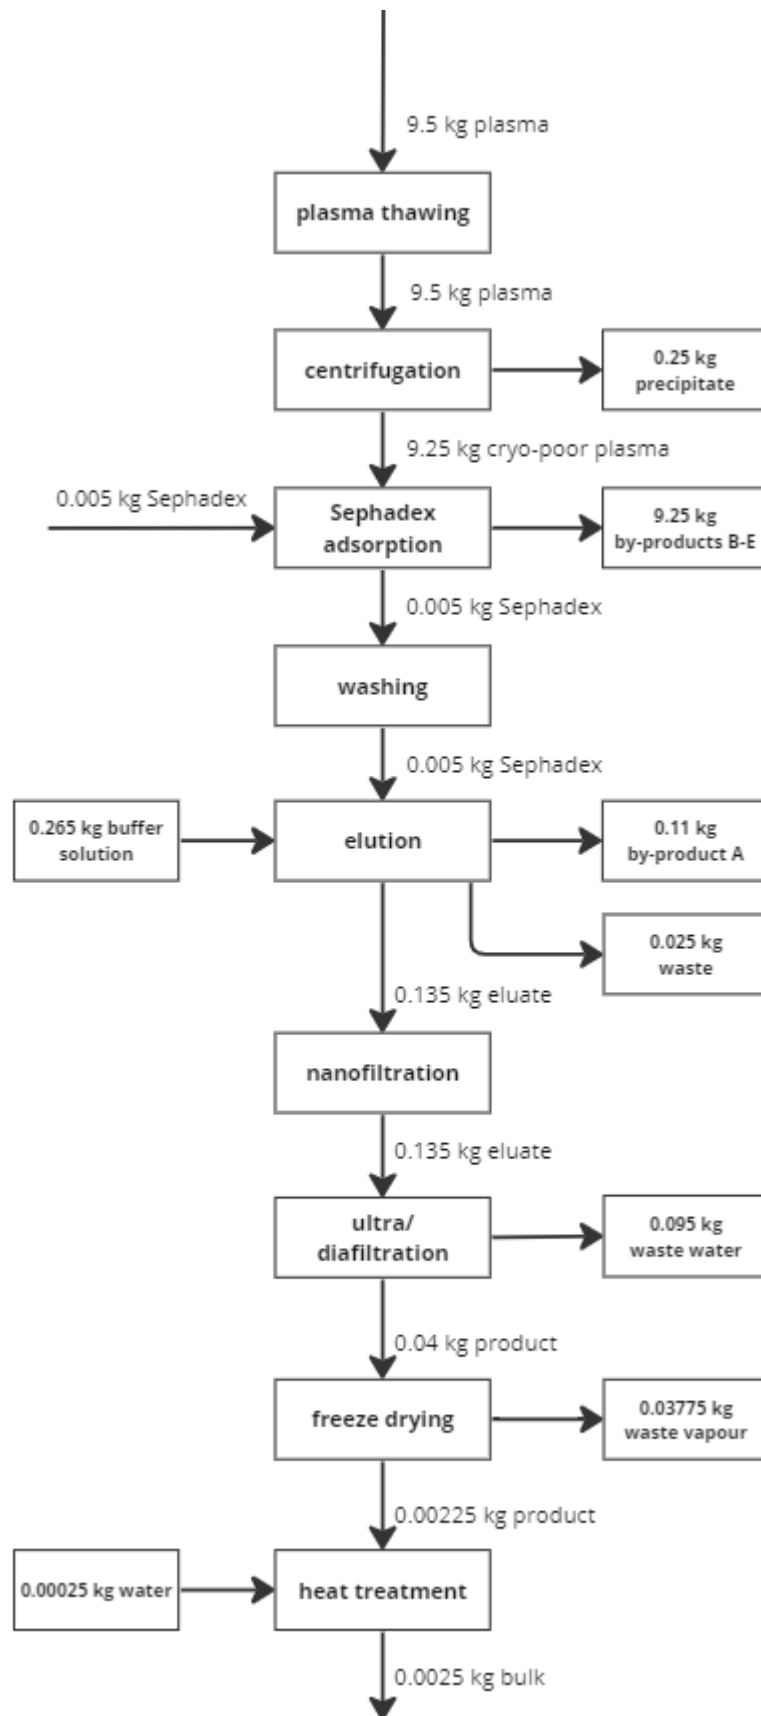 9.5 kg plasma
plasma thawing
9.5 kg plasma
centrifugation
0.25 kg
precipitate
9.25 kg cryo-poor plasma
0.005 kg Sephadex
Sephadex
adsorption
9.25 kg
by-products B-E
0.005 kg Sephadex
washing
0.005 kg Sephadex
0.265 kg buffer
solution
elution
0.11 kg
by-product A
0.025 kg
waste
0.135 kg eluate
nanofiltration
0.135 kg eluate
ultra/
diafiltration
0.095 kg
waste water
0.04 kg product
freeze drying
0.03775 kg
waste vapour
0.00225 kg product
0.00025 kg water
heat treatment
0.0025 kg bulk